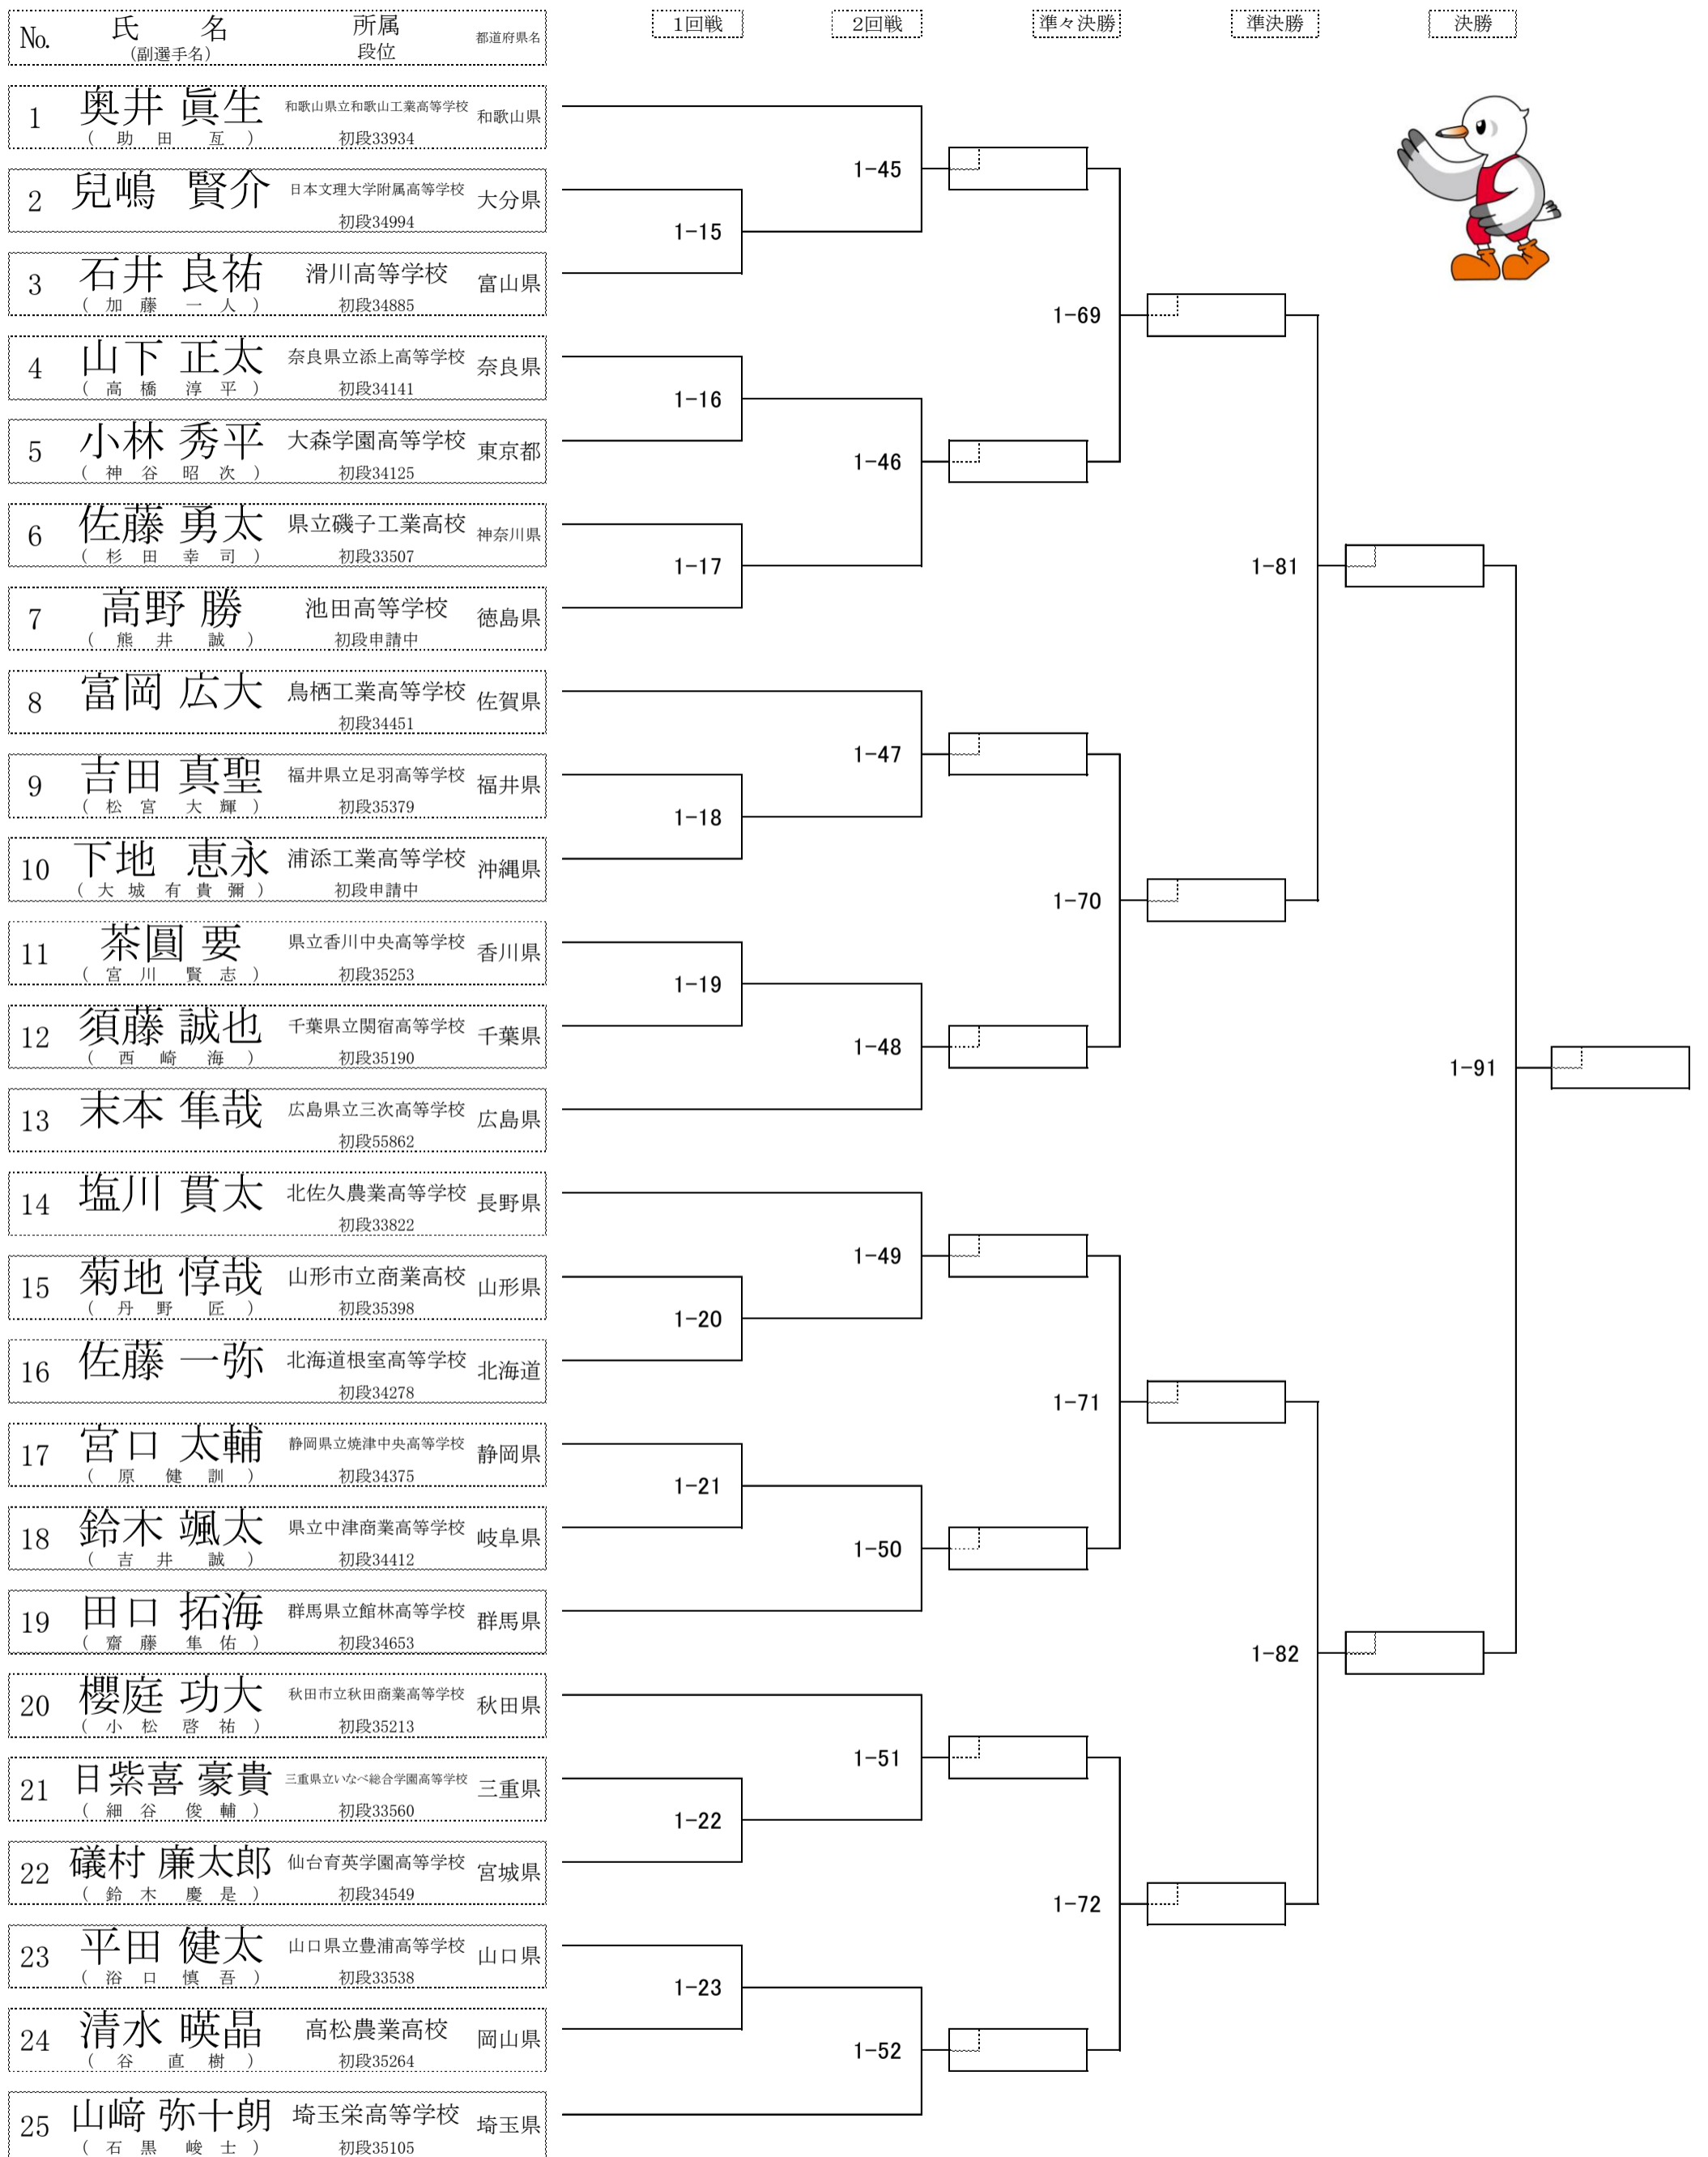 No. 氏 名 所属 都道府県名 1回戦 2回戦 準々決勝 準決勝 決勝
(副選手名) 段位
1 奥井 眞生 和歌山県立和歌山工業高等学校 和歌山県
( 助 田 亙 ) 初段33934
1-45
2 兒嶋 賢介 日本文理大学附属高等学校 大分県
初段34994
1-15
3 石井 良祐 滑川高等学校 富山県
( 加 藤 一 人 ) 初段34885
1-69
4 山下 正太 奈良県立添上高等学校 奈良県
( 高 橋 淳 平 ) 初段34141
1-16
5 小林 秀平 大森学園高等学校 東京都
( 神 谷 昭 次 ) 初段34125
1-46
6 佐藤 勇太 県立磯子工業高校 神奈川県
( 杉 田 幸 司 ) 初段33507
1-17 1-81
7 高野 勝 池田高等学校 徳島県
( 熊 井 誠 ) 初段申請中
8 富岡 広大 鳥栖工業高等学校 佐賀県
初段34451
1-47
9 吉田 真聖 福井県立足羽高等学校 福井県
( 松 宮 大 輝 ) 初段35379
1-18
10 下地 恵永 浦添工業高等学校 沖縄県
( 大 城 有 貴 彌 ) 初段申請中
1-70
11 茶圓 要 県立香川中央高等学校 香川県
( 宮 川 賢 志 ) 初段35253
1-19
12 須藤 誠也 千葉県立関宿高等学校 千葉県
( 西 崎 海 ) 初段35190
1-48
1-91
13 末本 隼哉 広島県立三次高等学校 広島県
初段55862
14 塩川 貫太 北佐久農業高等学校 長野県
初段33822
1-49
15 菊地 惇哉 山形市立商業高校 山形県
( 丹 野 匠 ) 初段35398
1-20
16 佐藤 一弥 北海道根室高等学校 北海道
初段34278
1-71
17 宮口 太輔 静岡県立焼津中央高等学校 静岡県
( 原 健 訓 ) 初段34375
1-21
18 鈴木 颯太 県立中津商業高等学校 岐阜県
( 吉 井 誠 ) 初段34412
1-50
19 田口 拓海 群馬県立館林高等学校 群馬県
( 齋 藤 隼 佑 ) 初段34653
1-82
20 櫻庭 功大 秋田市立秋田商業高等学校 秋田県
( 小 松 啓 祐 ) 初段35213
1-51
21 日紫喜 豪貴 三重県立いなべ総合学園高等学校 三重県
( 細 谷 俊 輔 ) 初段33560
1-22
22 礒村 廉太郎 仙台育英学園高等学校 宮城県
( 鈴 木 慶 是 ) 初段34549
1-72
23 平田 健太 山口県立豊浦高等学校 山口県
( 浴 口 慎 吾 ) 初段33538
1-23
24 清水 暎晶 高松農業高校 岡山県
( 谷 直 樹 ) 初段35264
1-52
25 山﨑 弥十朗 埼玉栄高等学校 埼玉県
( 石 黒 峻 士 ) 初段35105